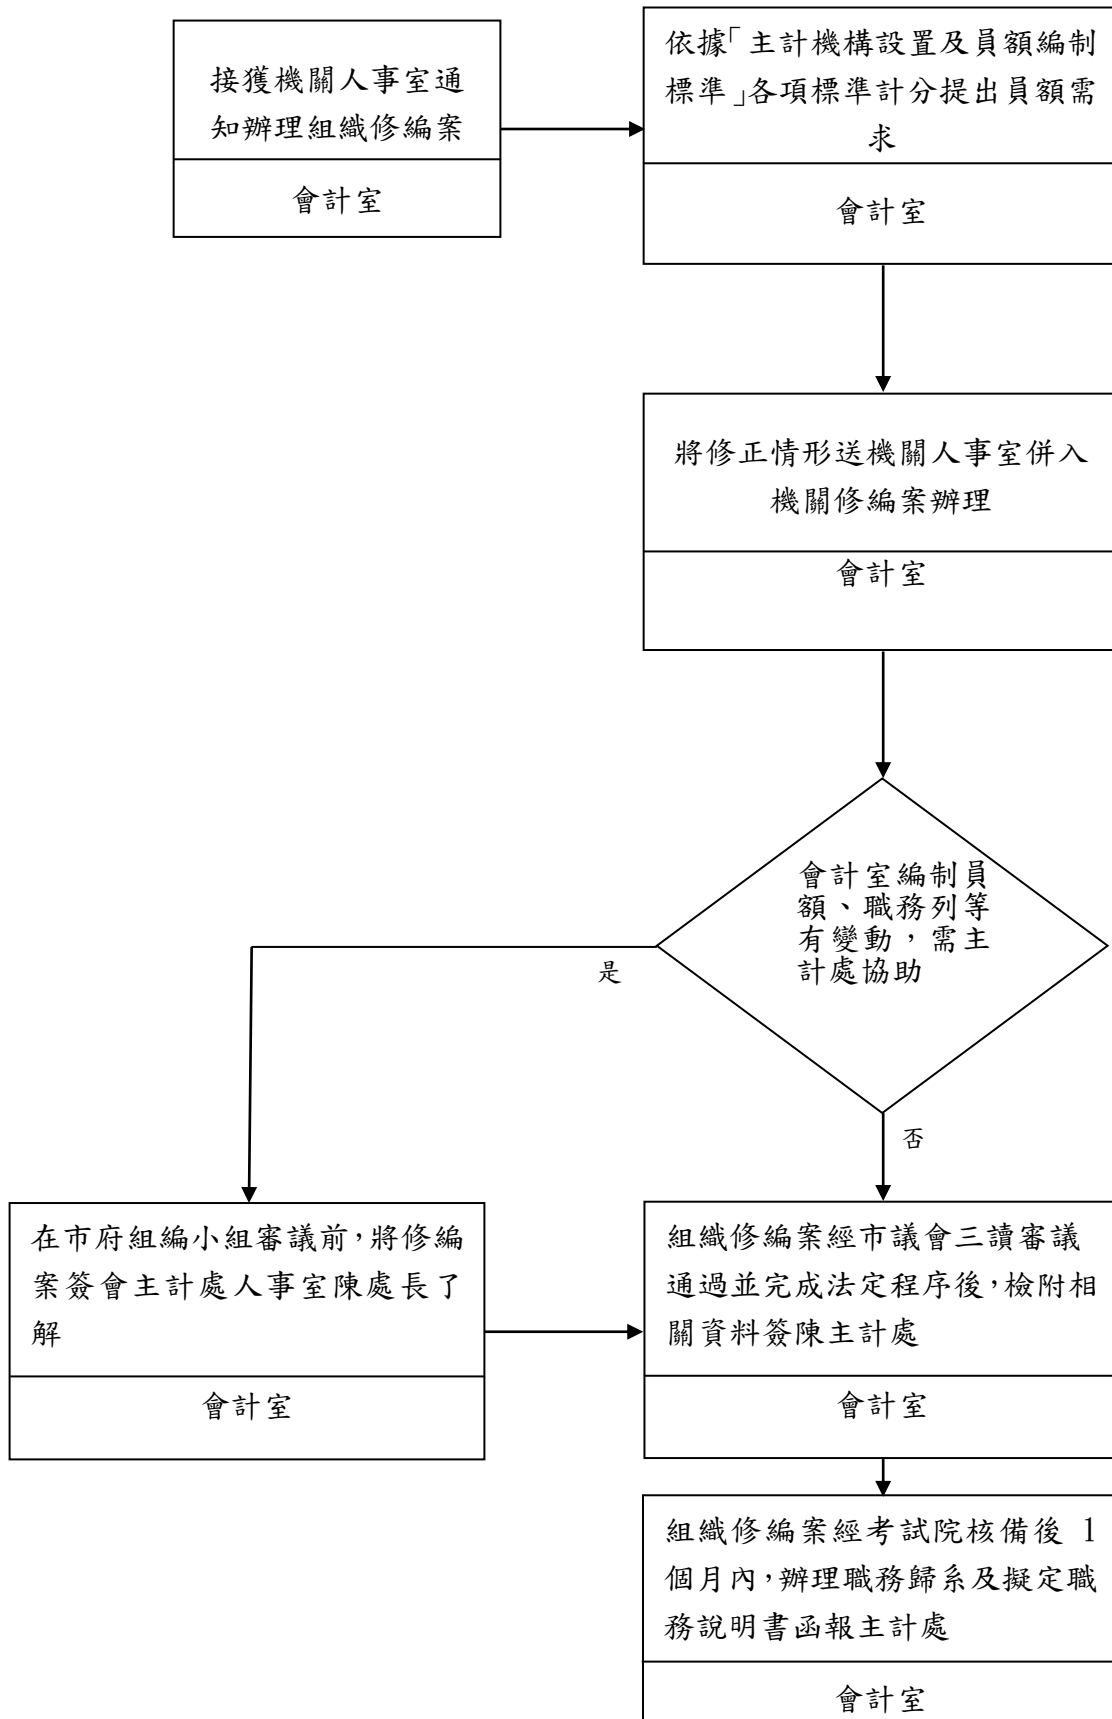 接獲機關人事室通
知辦理組織修編案
會計室
依據「主計機構設置及員額編制
標準」各項標準計分提出員額需
求
會計室
將修正情形送機關人事室併入
機關修編案辦理
會計室
會計室編制員
額、職務列等
有變動，需主
計處協助
是
否
在市府組編小組審議前，將修編
案簽會主計處人事室陳處長了
解
會計室
組織修編案經市議會三讀審議
通過並完成法定程序後，檢附相
關資料簽陳主計處
會計室
組織修編案經考試院核備後 1
個月內，辦理職務歸系及擬定職
務說明書函報主計處
會計室